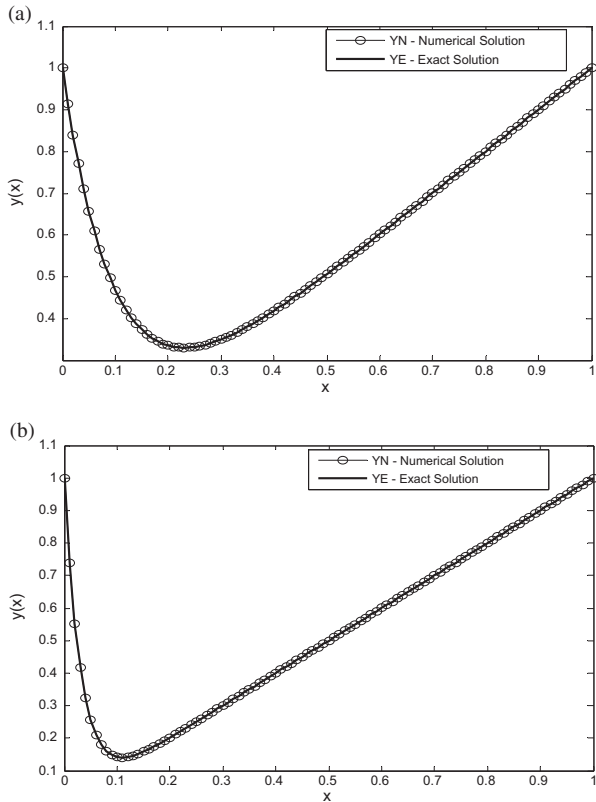 (a)
1.1
1
0.9
0.8
0.7
0.6
0.5
0.4
y(x)
YN - Numerical Solution
YE - Exact Solution
0 0.1 0.2 0.3 0.4 0.5 0.6 0.7 0.8 0.9 1
x
(b)
1.1
1
0.9
0.8
0.7
0.6
0.5
0.4
0.3
0.2
0.1
y(x)
YN - Numerical Solution
YE - Exact Solution
0 0.1 0.2 0.3 0.4 0.5 0.6 0.7 0.8 0.9 1
x